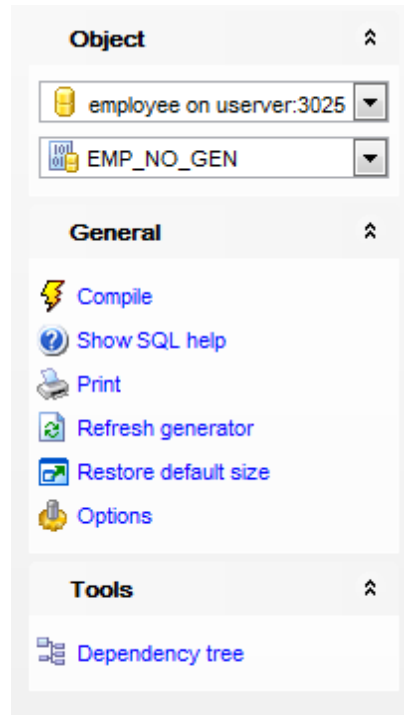 Object
employee on userver:3025
EMP_NO_GEN
General
Compile
Show SQL help
Print
Refresh generator
Restore default size
Options
Tools
Dependency tree